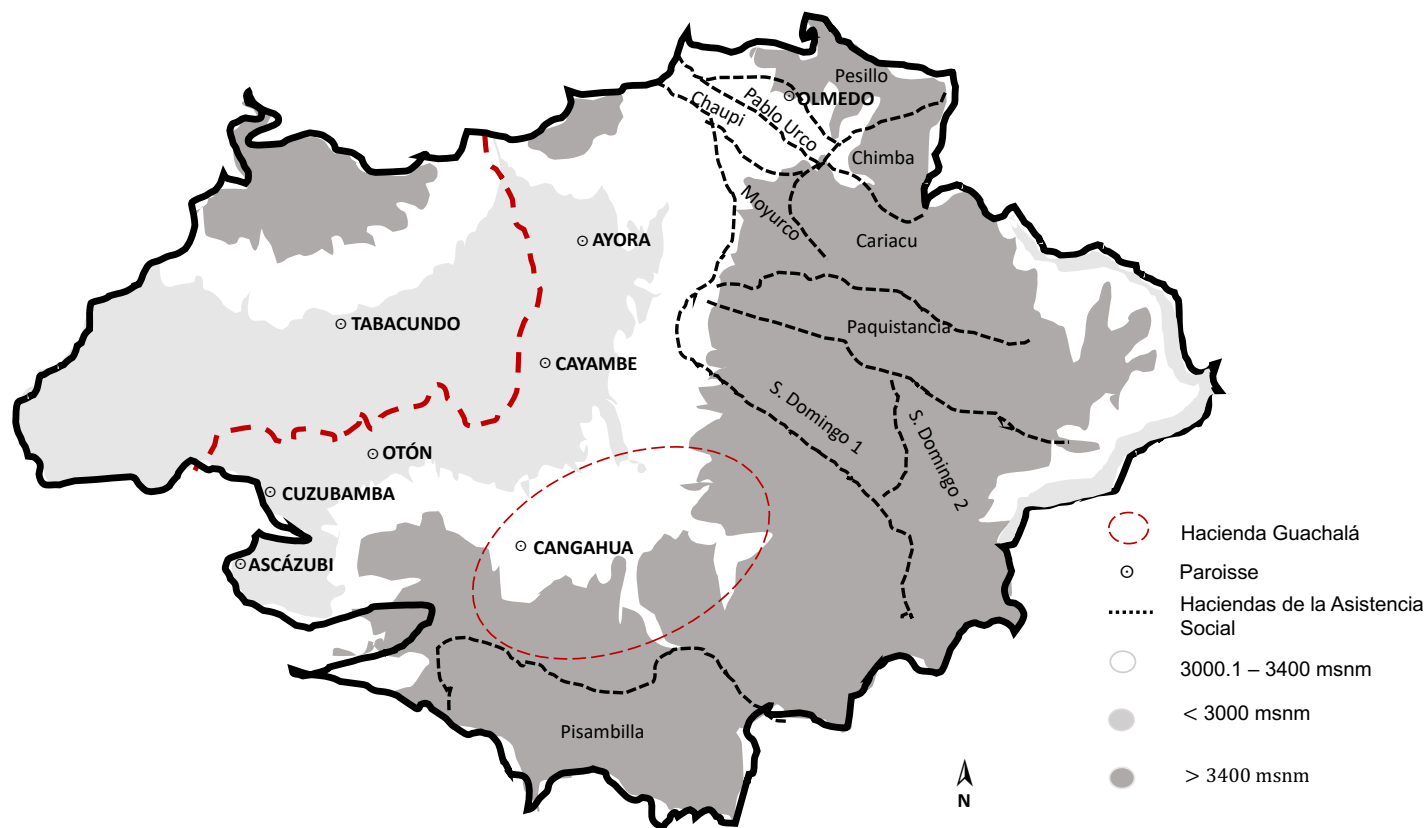 Pesillo
OLMEDO
Chaupi
Pablo Urco
Chimba
Moyurco
AYORA
Cariacu
TABACUNDO
Paquistancia
CAYAMBE
S. Domingo 1
S. Domingo 2
OTÓN
CUZUBAMBA
CANGAHUA
ASCÁZUBI
Pisambilla
N
Hacienda Guachalá
Paroisse
Haciendas de la Asistencia
Social
3000.1 – 3400 msnm
< 3000 msnm
> 3400 msnm